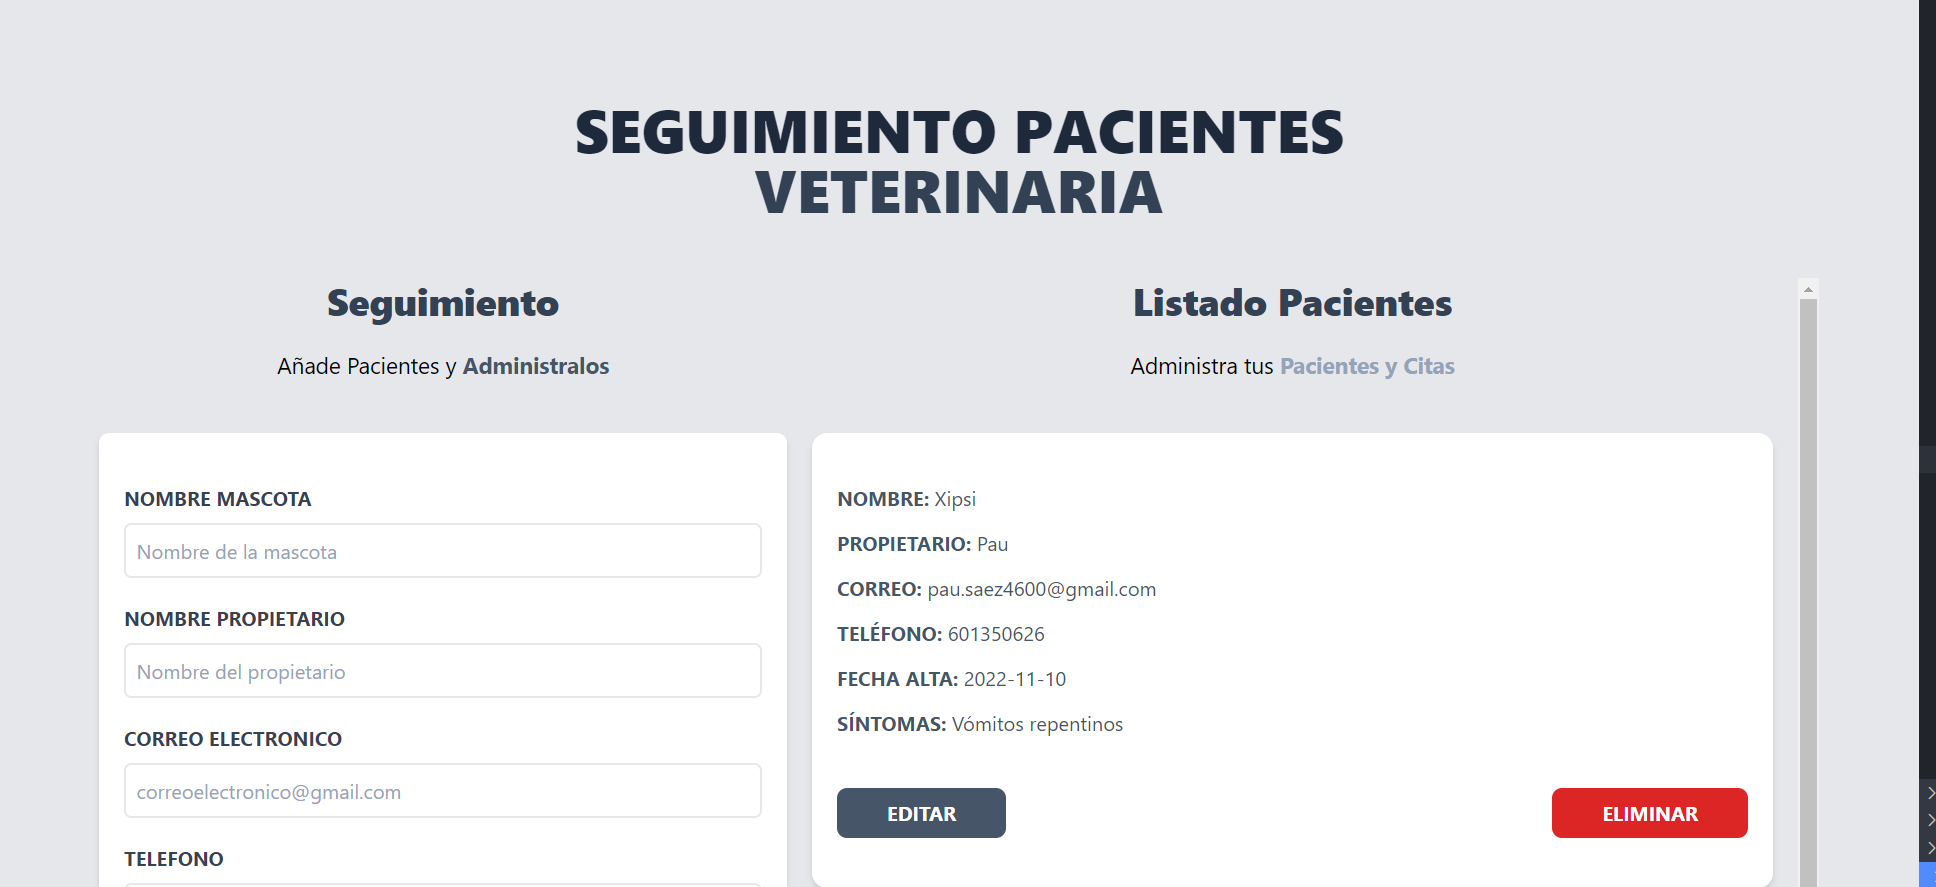 SEGUIMIENTO PACIENTES
VETERINARIA
Seguimiento
Añade Pacientes y Administralos
NOMBRE MASCOTA
Nombre de la mascota
NOMBRE PROPIETARIO
Nombre del propietario
CORREO ELECTRONICO
correoelectronico@gmail.com
TELEFONO
Listado Pacientes
Administra tus Pacientes y Citas
NOMBRE: Xipsi
PROPIETARIO: Pau
CORREO: pau.saez4600@gmail.com
TELÉFONO: 601350626
FECHA ALTA: 2022-11-10
SÍNTOMAS: Vómitos repentinos
EDITAR
ELIMINAR